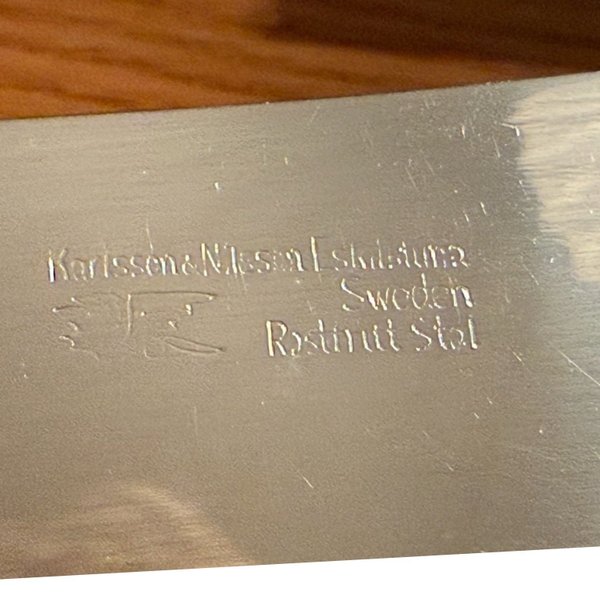 Karlsson & Nilsson Eskilstuna
Sweden
Rostfritt Stål